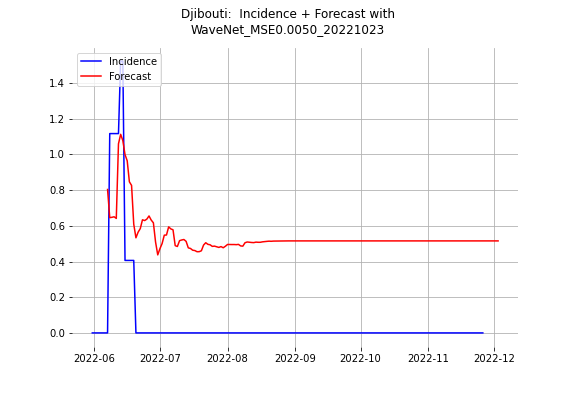 Djibouti:  Incidence + Forecast with
WaveNet_MSE0.0050_20221023
Incidence
Forecast
1.4
1.2
1.0
0.8
0.6
0.4
0.2
0.0
2022-06 2022-07 2022-08 2022-09 2022-10 2022-11 2022-12